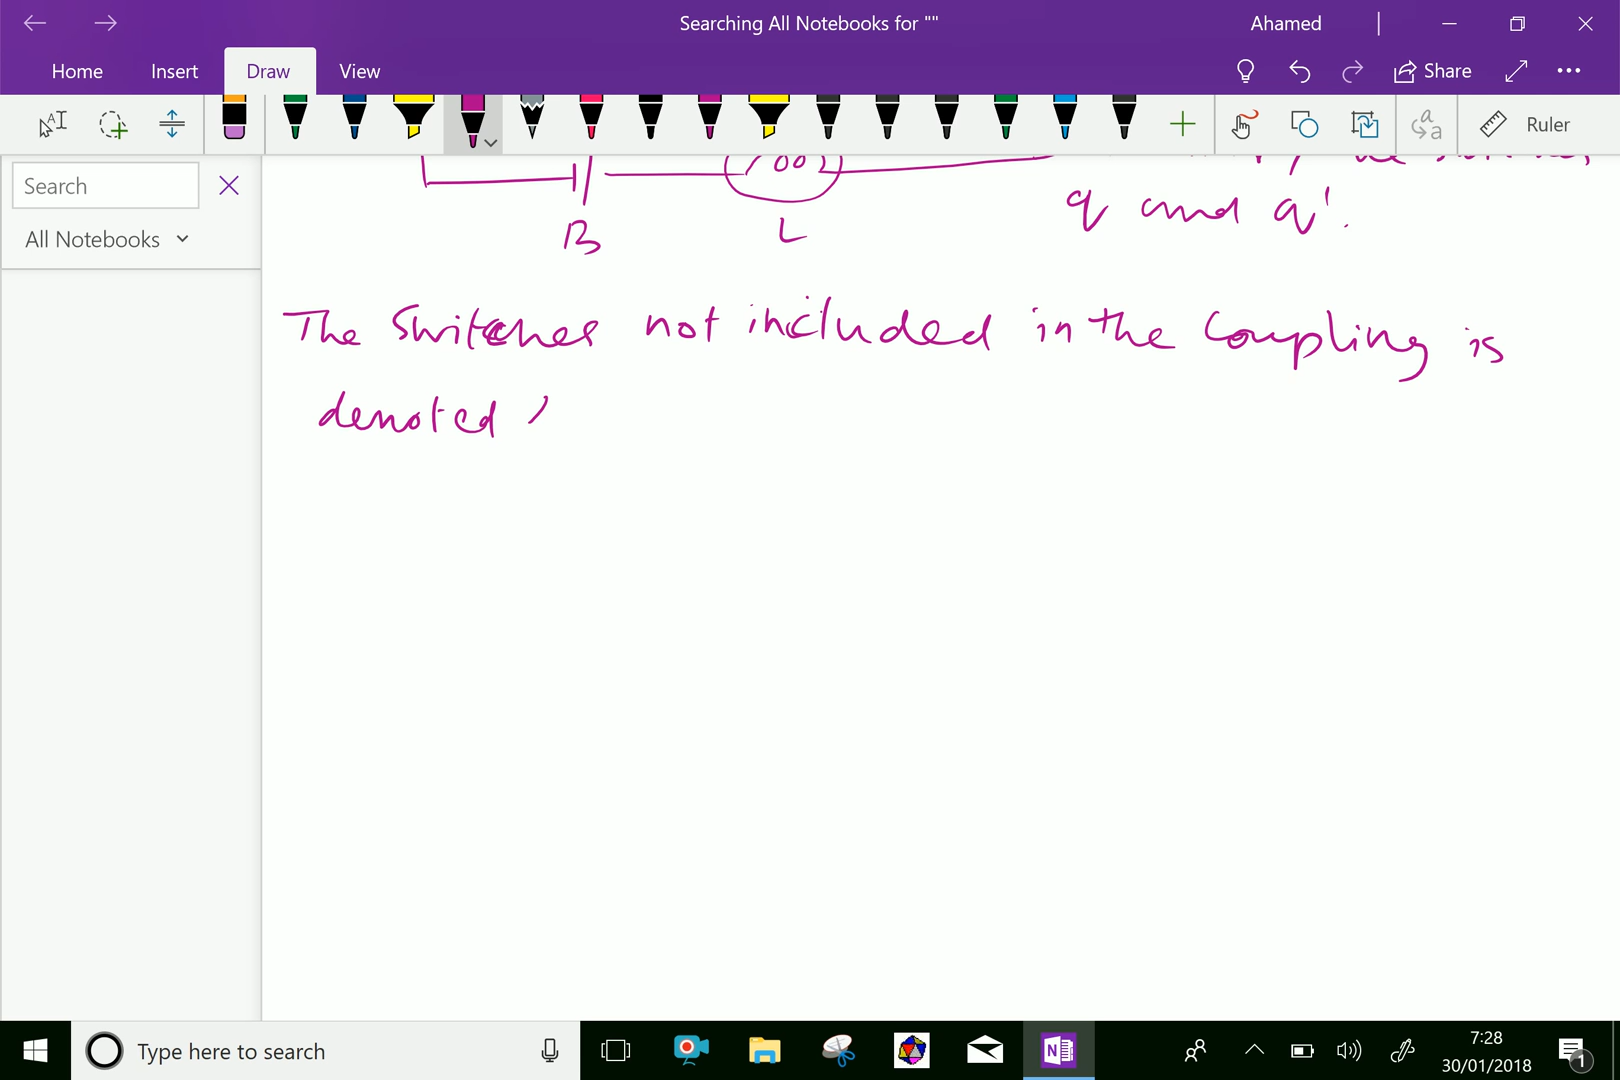 Searching All Notebooks for ""
Ahamed
Home Insert Draw View
Share
Ruler
Search
All Notebooks
q and q'.
B L
The Switches not included in the Coupling is
denoted
Type here to search
7:28
30/01/2018
1